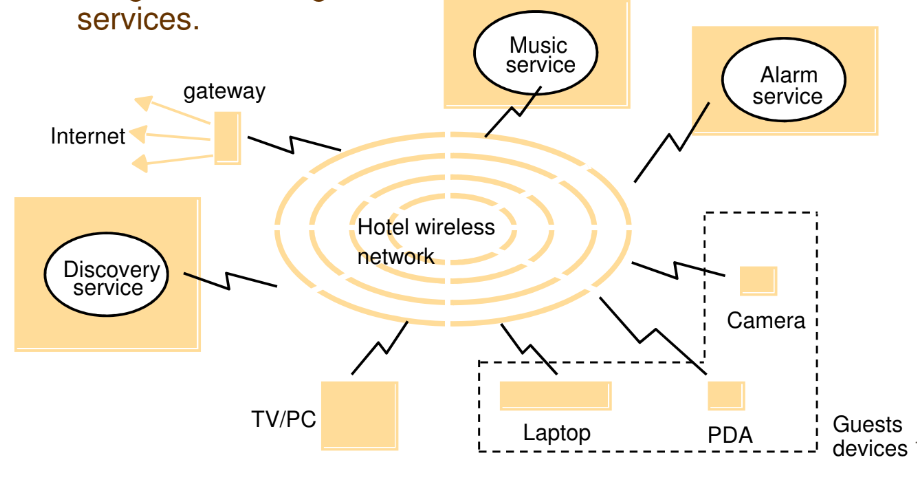 services.
Music
service
Alarm
service
gateway
Internet
Hotel wireless
network
Discovery
service
Camera
TV/PC
Laptop
PDA
Guests
devices